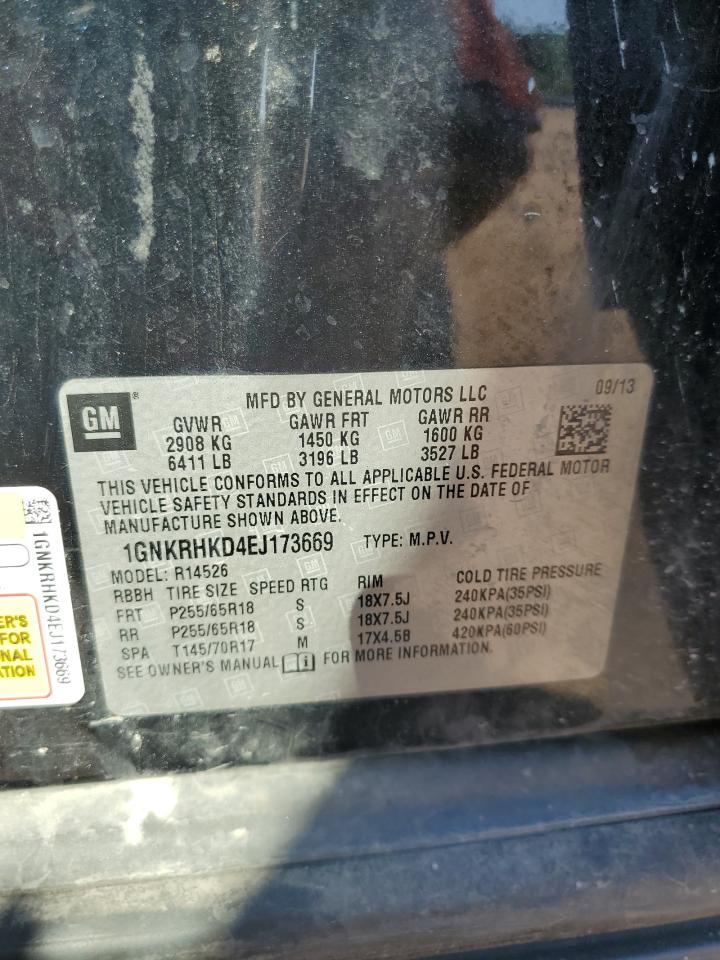 GM
®
MFD BY GENERAL MOTORS LLC
09/13
GVWR GAWR FRT GAWR RR
2908 KG 1450 KG 1600 KG
6411 LB 3196 LB 3527 LB
THIS VEHICLE CONFORMS TO ALL APPLICABLE U.S. FEDERAL MOTOR
VEHICLE SAFETY STANDARDS IN EFFECT ON THE DATE OF
MANUFACTURE SHOWN ABOVE.
1GNKRHKD4EJ173669 TYPE: M.P.V.
MODEL: R14526
RBBH TIRE SIZE SPEED RTG RIM COLD TIRE PRESSURE
FRT P255/65R18 S 18X7.5J 240KPA(35PSI)
RR P255/65R18 S 18X7.5J 240KPA(35PSI)
SPA T145/70R17 M 17X4.5B 420KPA(60PSI)
SEE OWNER'S MANUAL i FOR MORE INFORMATION.
1GNKRHKD4EJ173669
ER'S
FOR
NAL
ATION